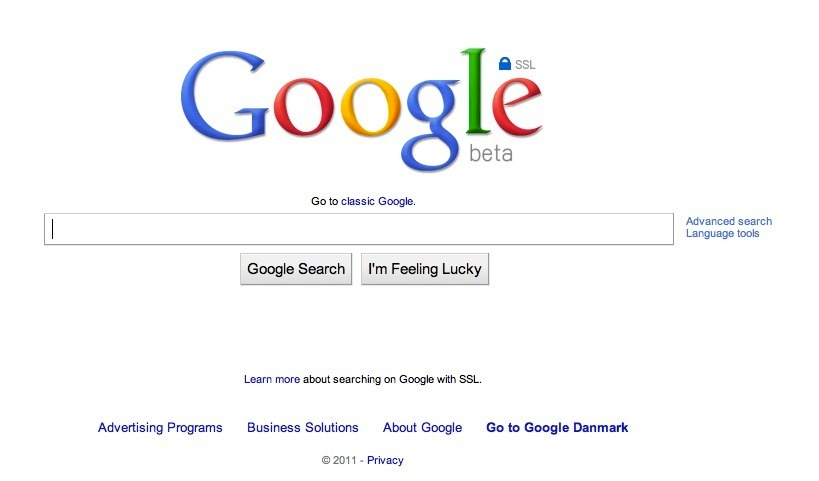 Google
SSL
beta
Go to classic Google.
Advanced search
Language tools
Google Search
I'm Feeling Lucky
Learn more about searching on Google with SSL.
Advertising Programs
Business Solutions
About Google
Go to Google Danmark
© 2011 - Privacy